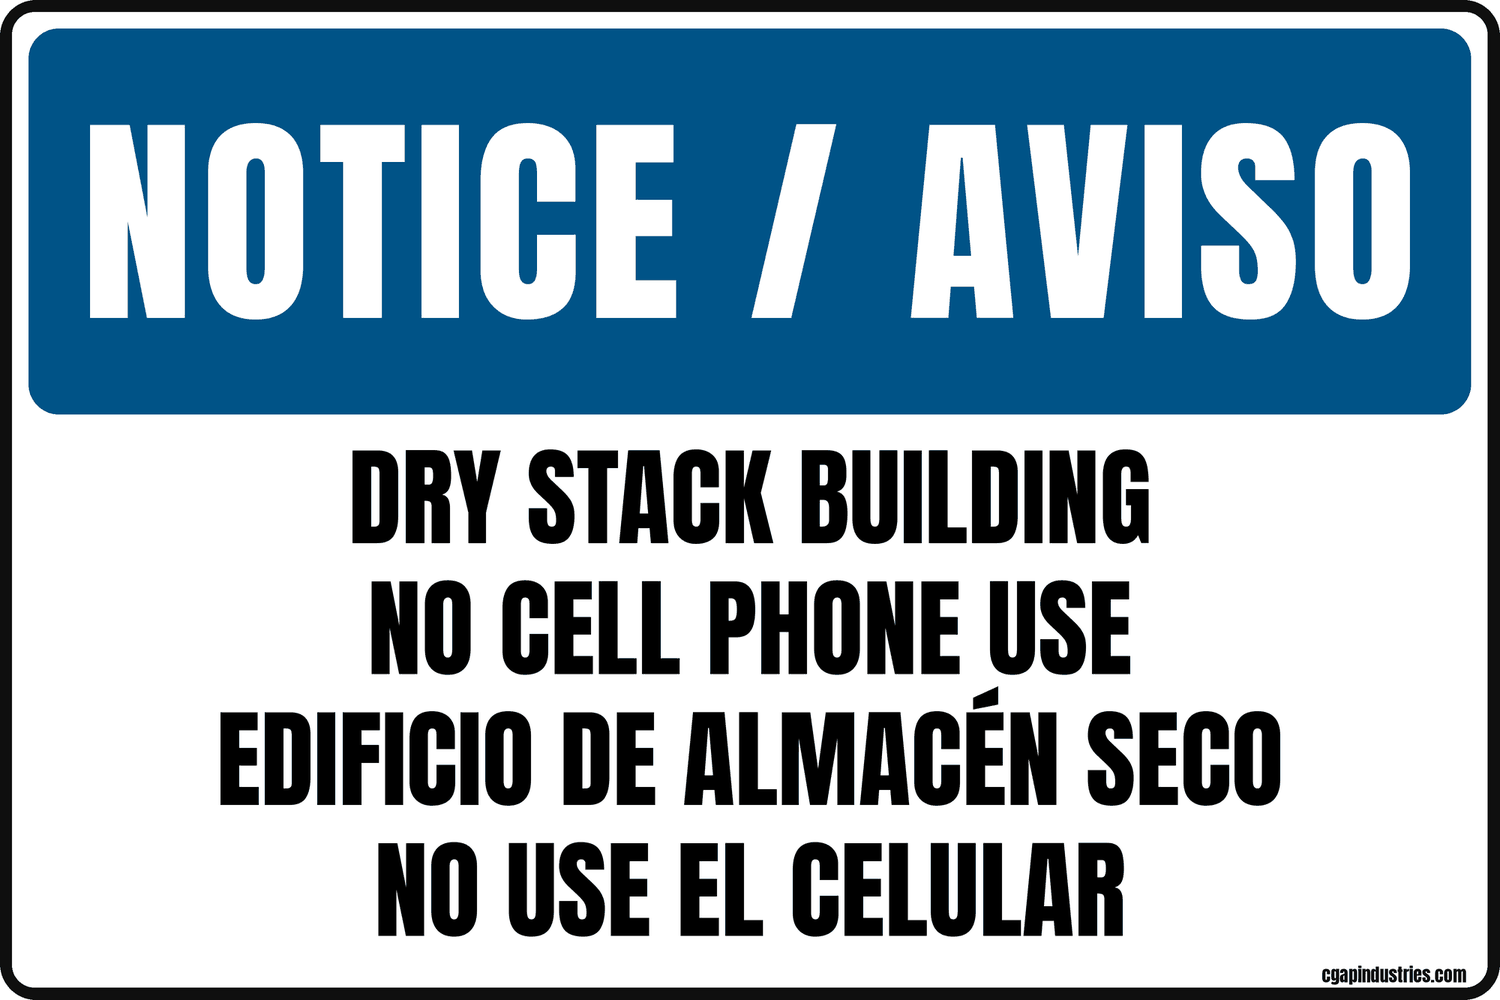 NOTICE / AVISO
DRY STACK BUILDING
NO CELL PHONE USE
EDIFICIO DE ALMACÉN SECO
NO USE EL CELULAR
cgapindustries.com